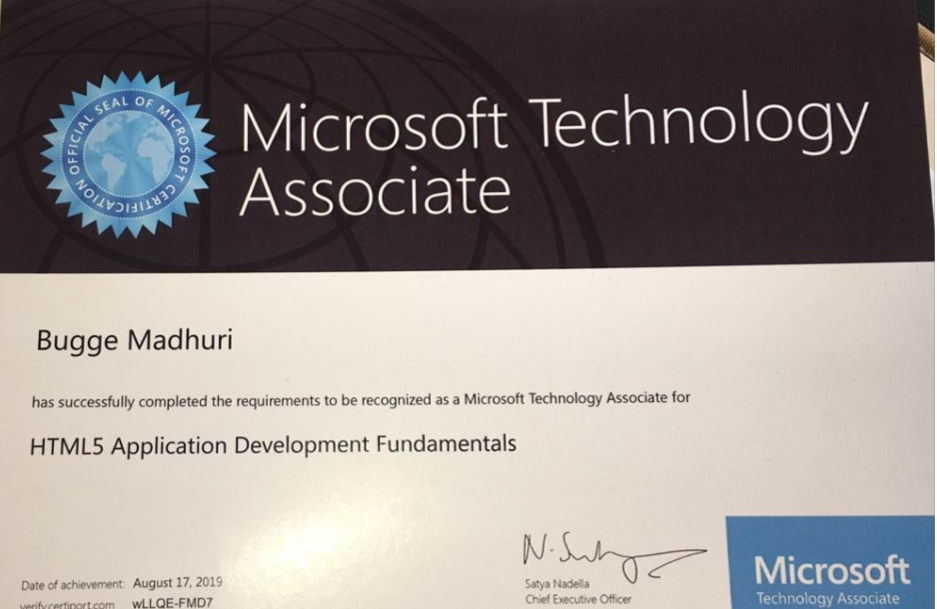 OFFICIAL SEAL OF MICROSOFT CERTIFICATION
Microsoft Technology
Associate
Bugge Madhuri
has successfully completed the requirements to be recognized as a Microsoft Technology Associate for
HTML5 Application Development Fundamentals
N. Satya
Satya Nadella
Chief Executive Officer
Date of achievement: August 17, 2019
verify.certiport.com wLLQE-FMD7
Microsoft
Technology Associate